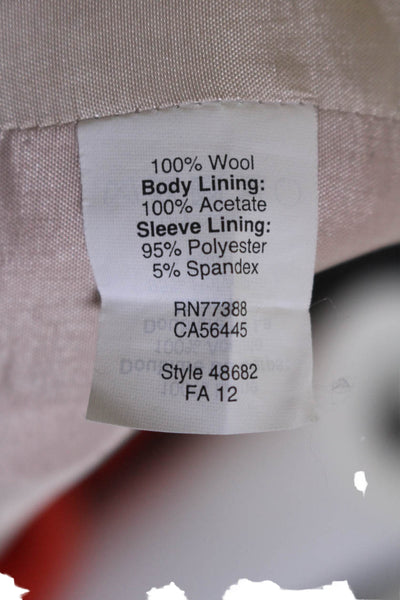 100% Wool
Body Lining:
100% Acetate
Sleeve Lining:
95% Polyester
5% Spandex
RN77388
CA56445
Style 48682
FA 12